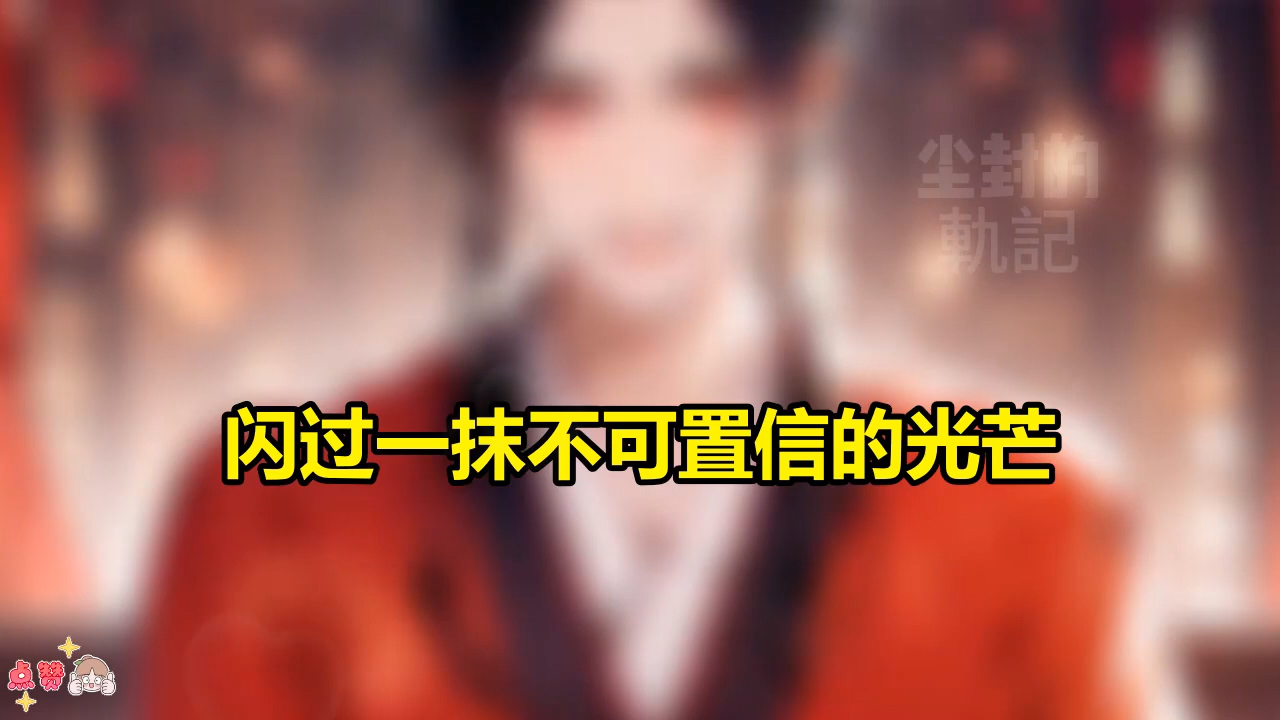 尘封的
軌記
闪过一抹不可置信的光芒
点赞